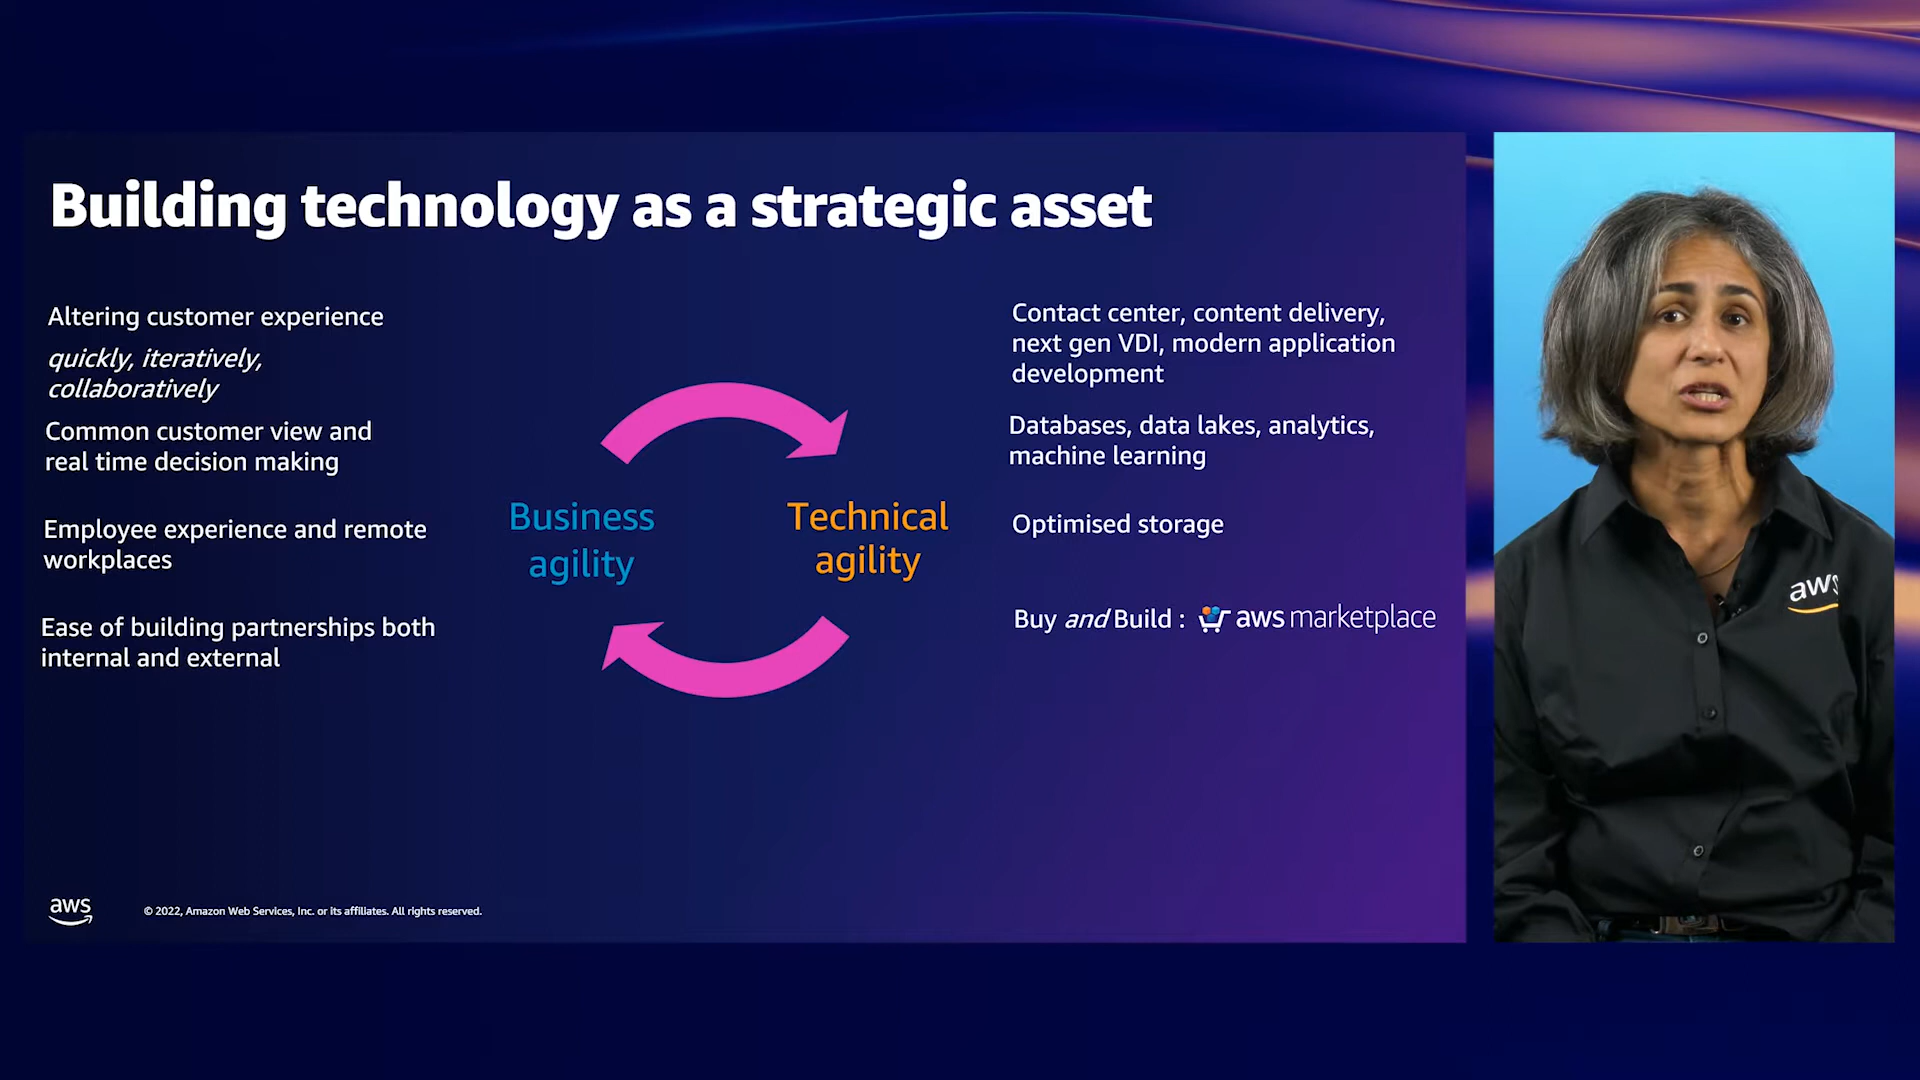 Building technology as a strategic asset
Altering customer experience
quickly, iteratively,
collaboratively
Common customer view and
real time decision making
Employee experience and remote
workplaces
Ease of building partnerships both
internal and external
Business
agility
Technical
agility
Contact center, content delivery,
next gen VDI, modern application
development
Databases, data lakes, analytics,
machine learning
Optimised storage
Buy and Build : aws marketplace
aws
© 2022, Amazon Web Services, Inc. or its affiliates. All rights reserved.
aws